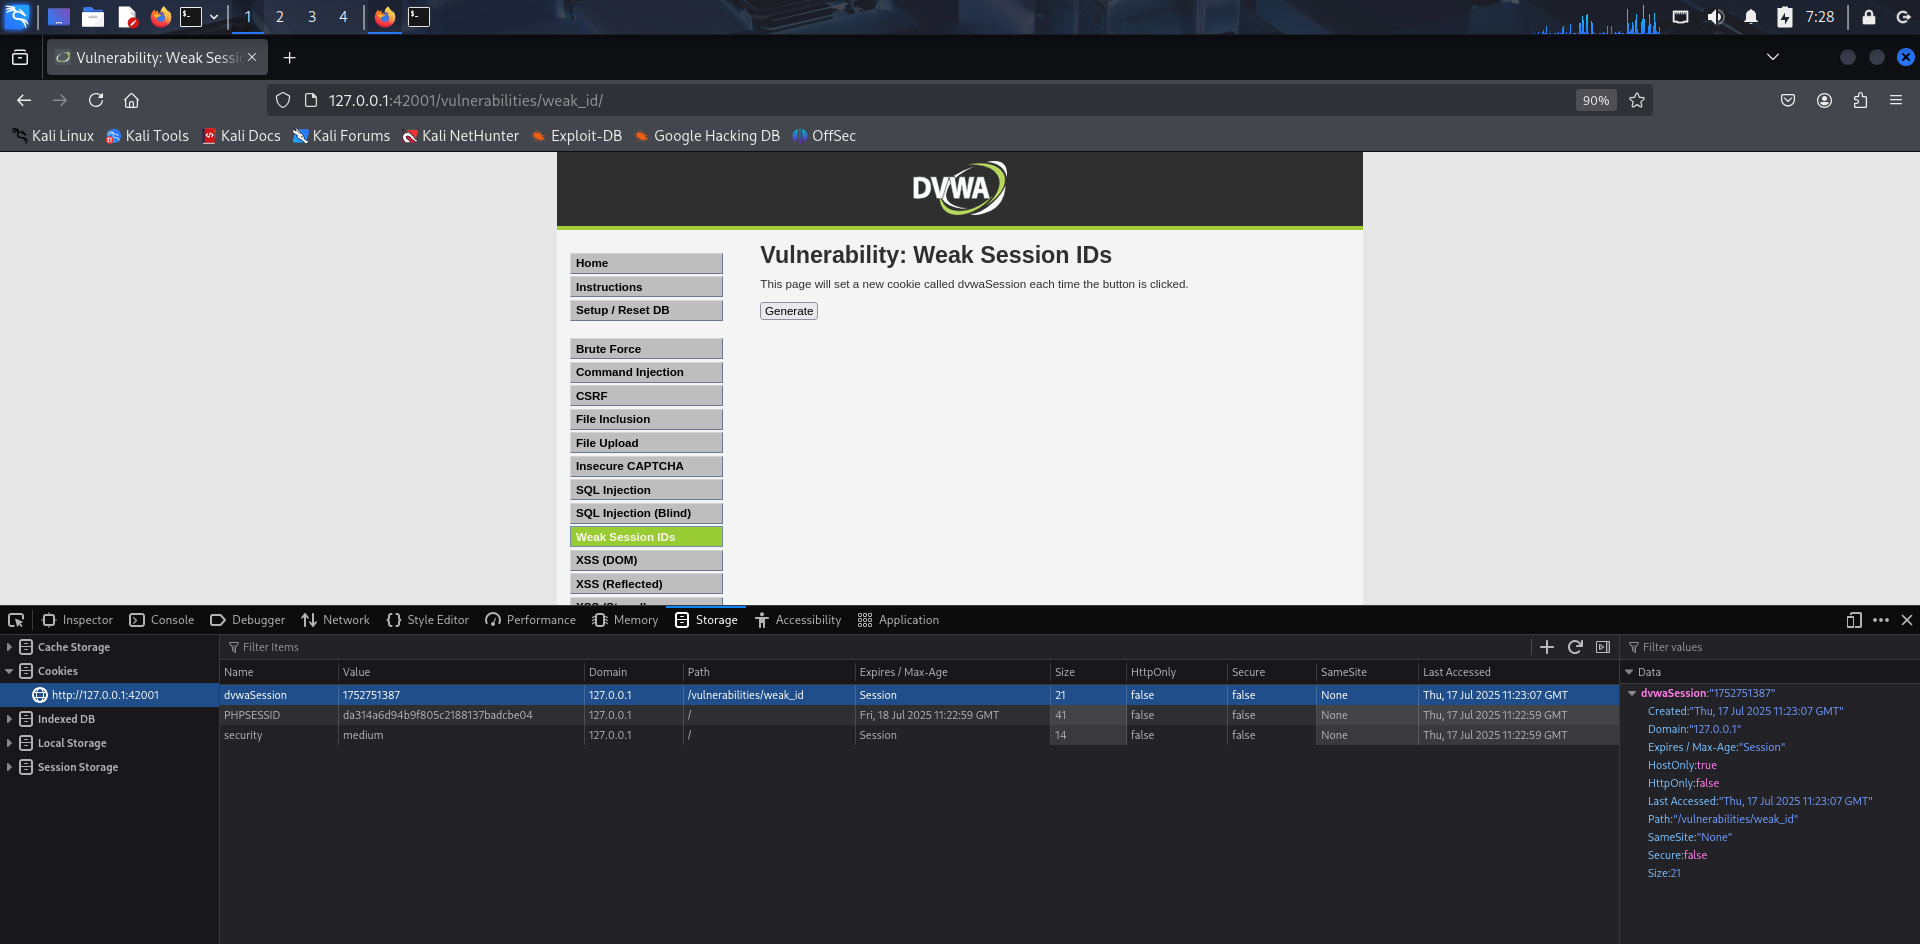 1 2 3 4 7:28
Vulnerability: Weak Sessi
127.0.0.1:42001/vulnerabilities/weak_id/ 90%
Kali Linux Kali Tools Kali Docs Kali Forums Kali NetHunter Exploit-DB Google Hacking DB OffSec
DVWA
Vulnerability: Weak Session IDs
This page will set a new cookie called dvwaSession each time the button is clicked.
Generate
Home
Instructions
Setup / Reset DB
Brute Force
Command Injection
CSRF
File Inclusion
File Upload
Insecure CAPTCHA
SQL Injection
SQL Injection (Blind)
Weak Session IDs
XSS (DOM)
XSS (Reflected)
XSS (Stored)
Inspector Console Debugger Network Style Editor Performance Memory Storage Accessibility Application
Cache Storage
Cookies
http://127.0.0.1:42001
Indexed DB
Local Storage
Session Storage
Filter Items
Name Value Domain Path Expires / Max-Age Size HttpOnly Secure SameSite Last Accessed
dvwaSession 1752751387 127.0.0.1 /vulnerabilities/weak_id Session 21 false false None Thu, 17 Jul 2025 11:23:07 GMT
PHPSESSID da314a6d94b9f805c2188137badcbe04 127.0.0.1 / Fri, 18 Jul 2025 11:22:59 GMT 41 false false None Thu, 17 Jul 2025 11:22:59 GMT
security medium 127.0.0.1 / Session 14 false false None Thu, 17 Jul 2025 11:22:59 GMT
Filter values
Data
dvwaSession:"1752751387"
Created:"Thu, 17 Jul 2025 11:23:07 GMT"
Domain:"127.0.0.1"
Expires / Max-Age:"Session"
HostOnly:true
HttpOnly:false
Last Accessed:"Thu, 17 Jul 2025 11:23:07 GMT"
Path:"/vulnerabilities/weak_id"
SameSite:"None"
Secure:false
Size:21